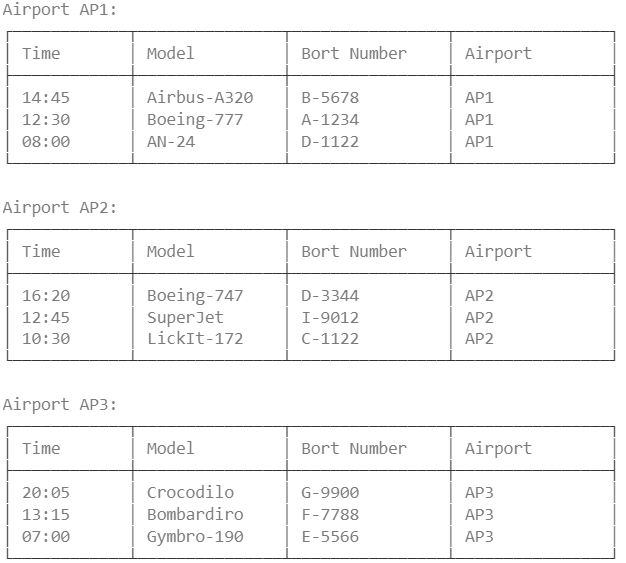 Airport AP1:
Time Model Bort Number Airport
14:45 Airbus-A320 B-5678 AP1
12:30 Boeing-777 A-1234 AP1
08:00 AN-24 D-1122 AP1
Airport AP2:
Time Model Bort Number Airport
16:20 Boeing-747 D-3344 AP2
12:45 SuperJet I-9012 AP2
10:30 LickIt-172 C-1122 AP2
Airport AP3:
Time Model Bort Number Airport
20:05 Crocodilo G-9900 AP3
13:15 Bombardiro F-7788 AP3
07:00 Gymbro-190 E-5566 AP3